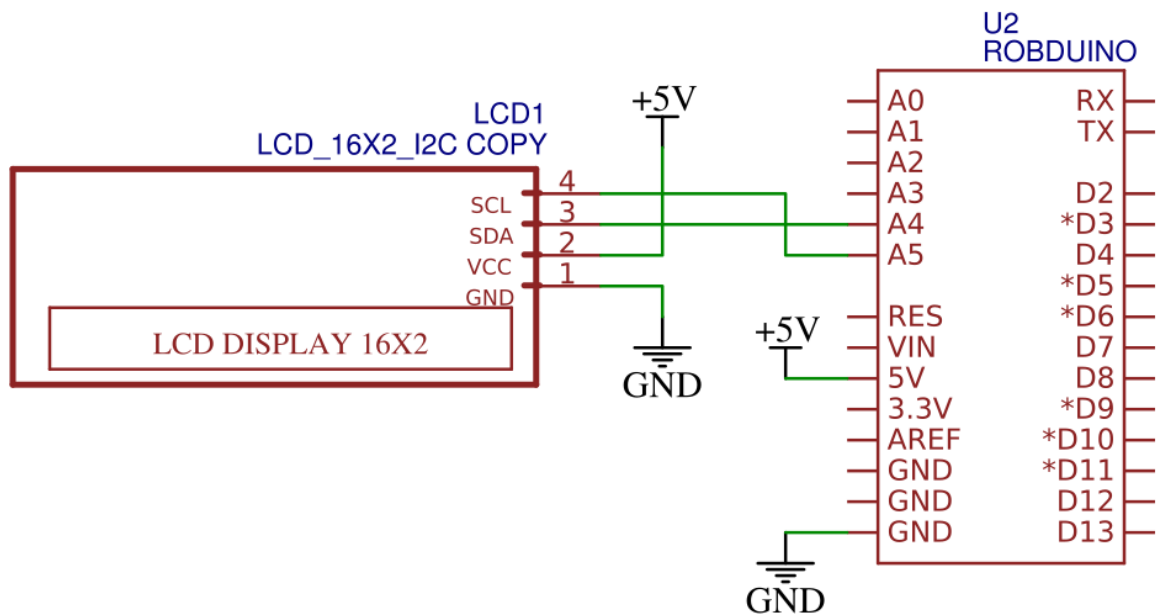 LCD1
LCD_16X2_I2C COPY
4
SCL
3
SDA
2
VCC
1
GND
LCD DISPLAY 16X2
+5V
GND
U2
ROBDUINO
A0 RX
A1 TX
A2
A3 D2
A4 *D3
A5 D4
*D5
RES *D6
VIN D7
5V D8
3.3V *D9
AREF *D10
GND *D11
GND D12
GND D13
+5V
GND